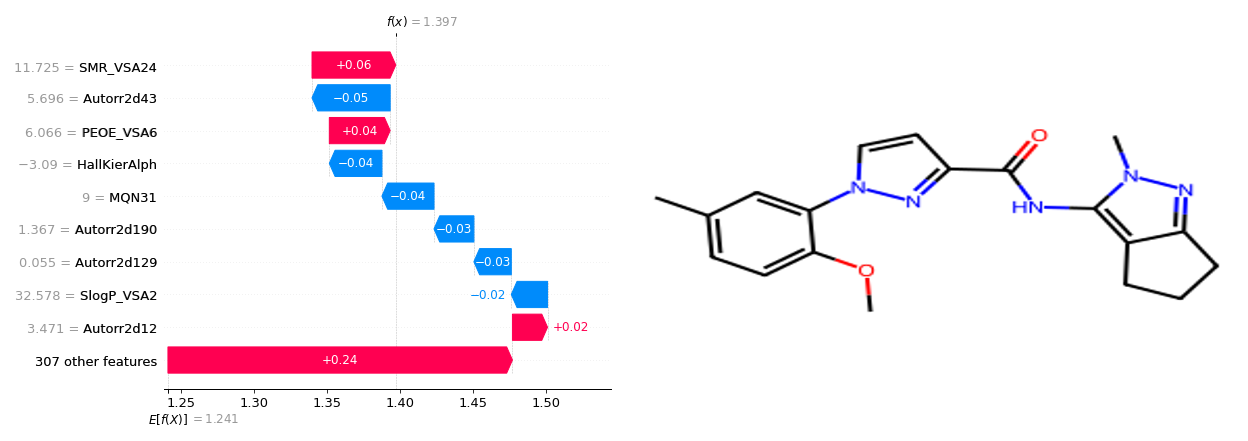 f(x) = 1.397
11.725 = SMR_VSA24
+0.06
5.696 = Autorr2d43
−0.05
6.066 = PEOE_VSA6
+0.04
−3.09 = HallKierAlph
−0.04
9 = MQN31
−0.04
1.367 = Autorr2d190
−0.03
0.055 = Autorr2d129
−0.03
32.578 = SlogP_VSA2
−0.02
3.471 = Autorr2d12
+0.02
307 other features
+0.24
1.25 1.30 1.35 1.40 1.45 1.50
E[f(X)] = 1.241
O
N
N
HN
N
N
O